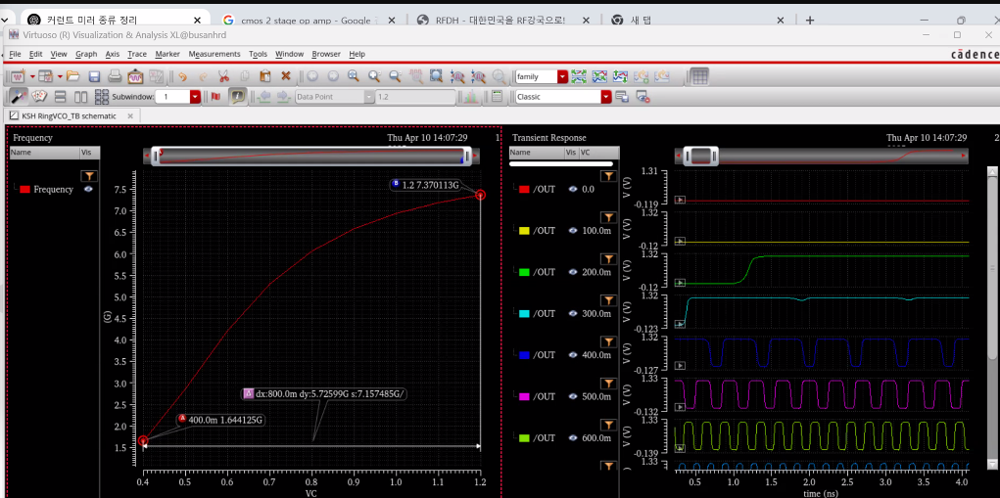 커런트 미러 종류 정리
cmos 2 stage op amp - Google
RFDH - 대한민국을 RF강국으로!
새 탭
Virtuoso (R) Visualization & Analysis XL@busanhrd
File Edit View Graph Axis Trace Marker Measurements Tools Window Browser Help
cādence
family
Subwindow: 1
Data Point
1.2
Classic
KSH RingVCO_TB schematic
Frequency
Thu Apr 10 14:07:29
1
Name Vis
Frequency
7.5
7.0
6.5
6.0
5.5
5.0
4.5
4.0
3.5
3.0
2.5
2.0
1.5
(G)
B 1.2 7.370113G
A dx:800.0m dy:5.72599G s:7.157485G/
A 400.0m 1.644125G
0.4 0.5 0.6 0.7 0.8 0.9 1.0 1.1 1.2
VC
Transient Response
Thu Apr 10 14:07:29
2
Name Vis VC
/OUT 0.0
/OUT 100.0m
/OUT 200.0m
/OUT 300.0m
/OUT 400.0m
/OUT 500.0m
/OUT 600.0m
V (V) 1.31
-0.119
V (V) 1.32
-0.12
V (V) 1.32
-0.12
V (V) 1.32
-0.123
V (V) 1.32
-0.127
V (V) 1.33
-0.132
V (V) 1.33
-0.139
1.33
0.5 1.0 1.5 2.0 2.5 3.0 3.5 4.0
time (ns)